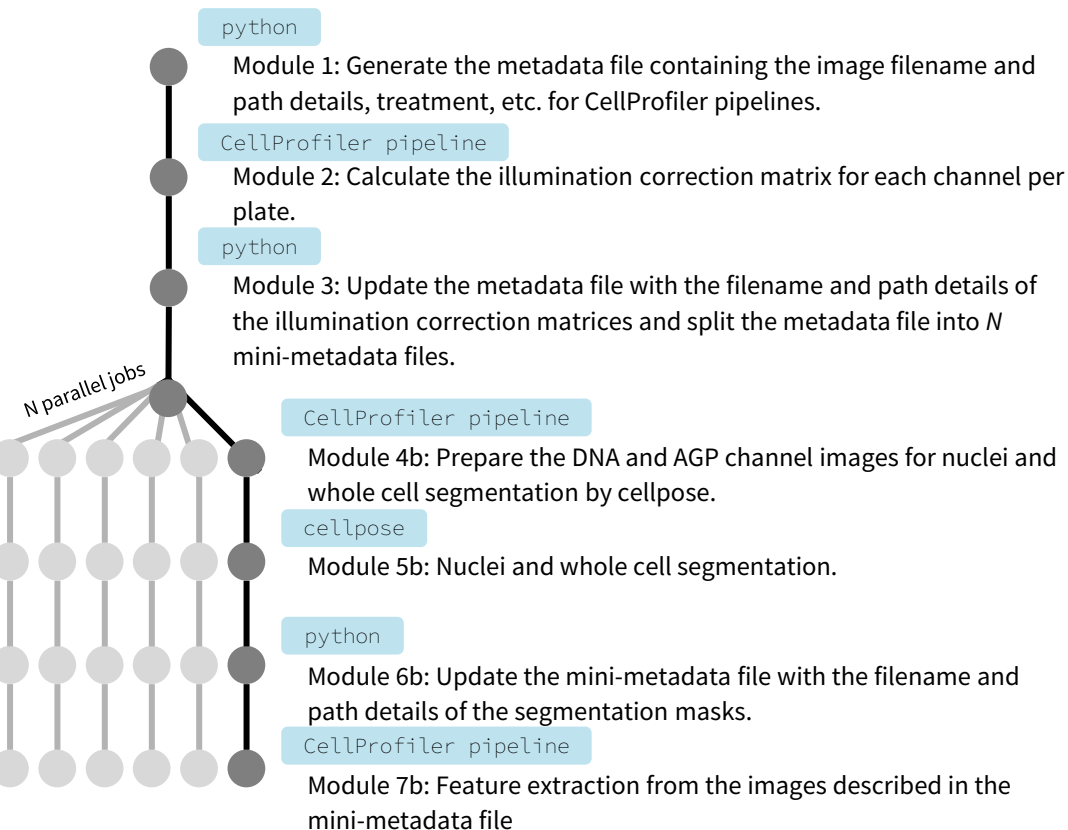 python
Module 1: Generate the metadata file containing the image filename and
path details, treatment, etc. for CellProfiler pipelines.
CellProfiler pipeline
Module 2: Calculate the illumination correction matrix for each channel per
plate.
python
Module 3: Update the metadata file with the filename and path details of
the illumination correction matrices and split the metadata file into N
mini-metadata files.
N parallel jobs
CellProfiler pipeline
Module 4b: Prepare the DNA and AGP channel images for nuclei and
whole cell segmentation by cellpose.
cellpose
Module 5b: Nuclei and whole cell segmentation.
python
Module 6b: Update the mini-metadata file with the filename and
path details of the segmentation masks.
CellProfiler pipeline
Module 7b: Feature extraction from the images described in the
mini-metadata file